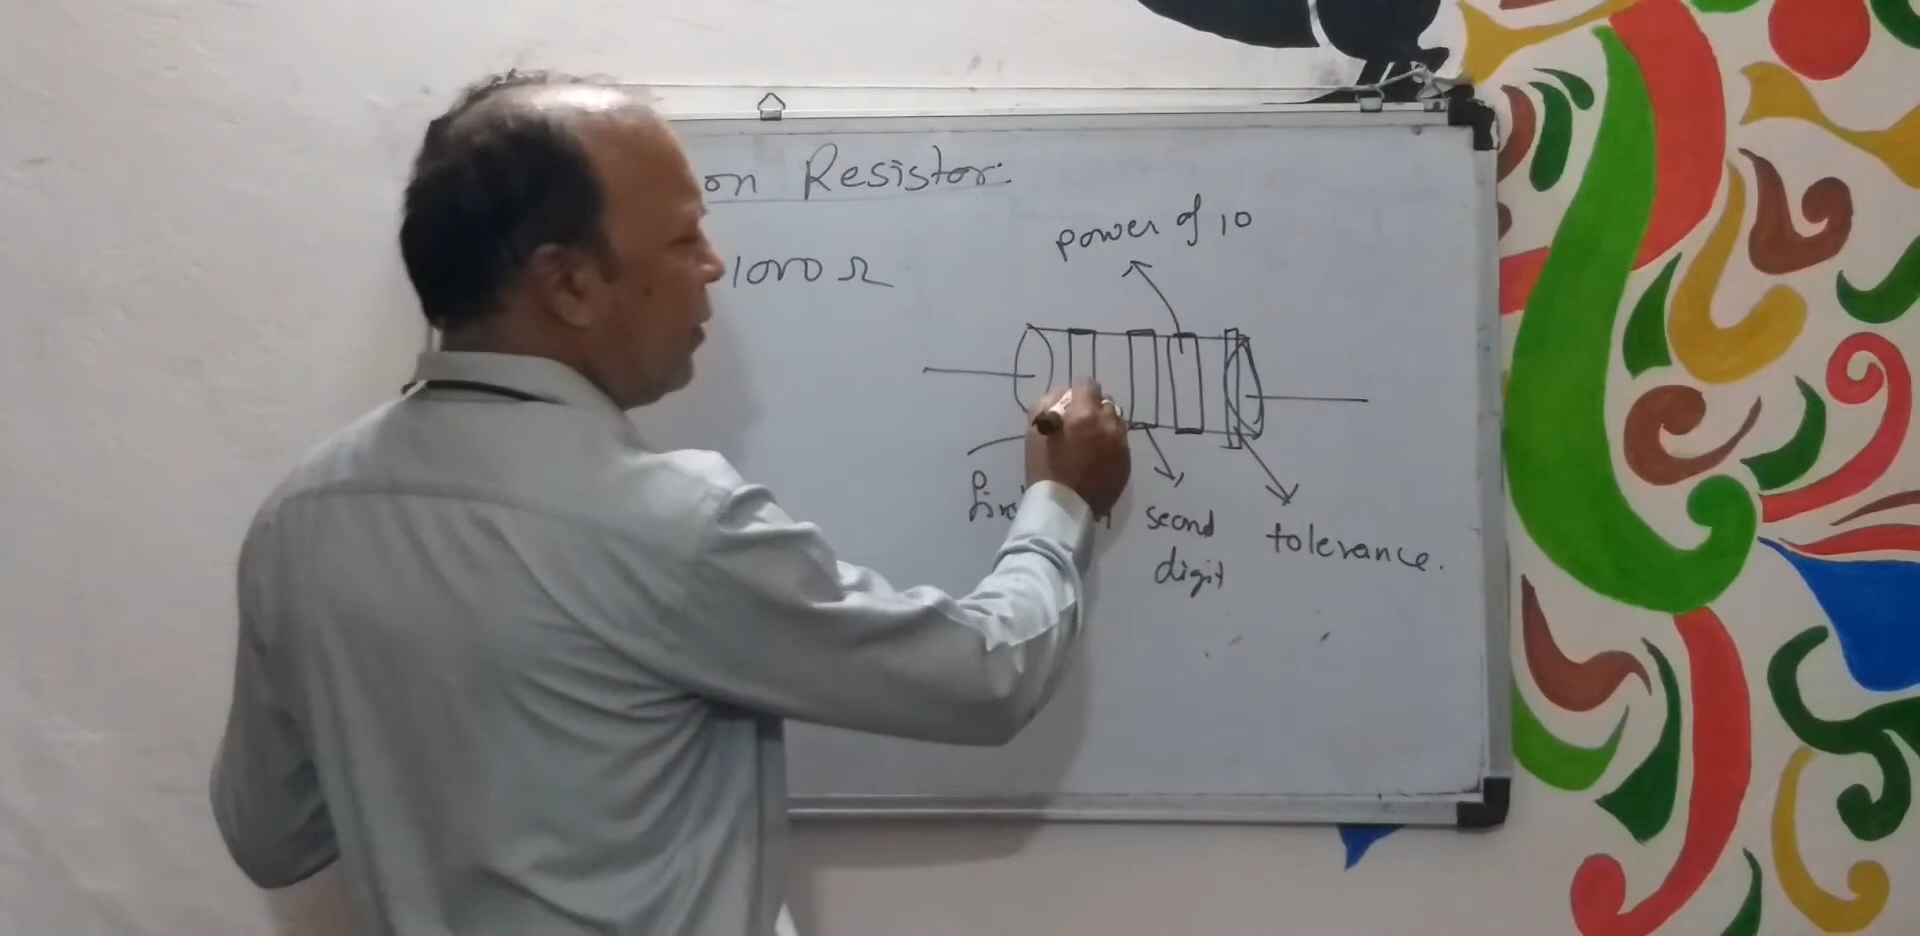 on Resistor.
1000 Ω
power of 10
second
digit
tolerance.